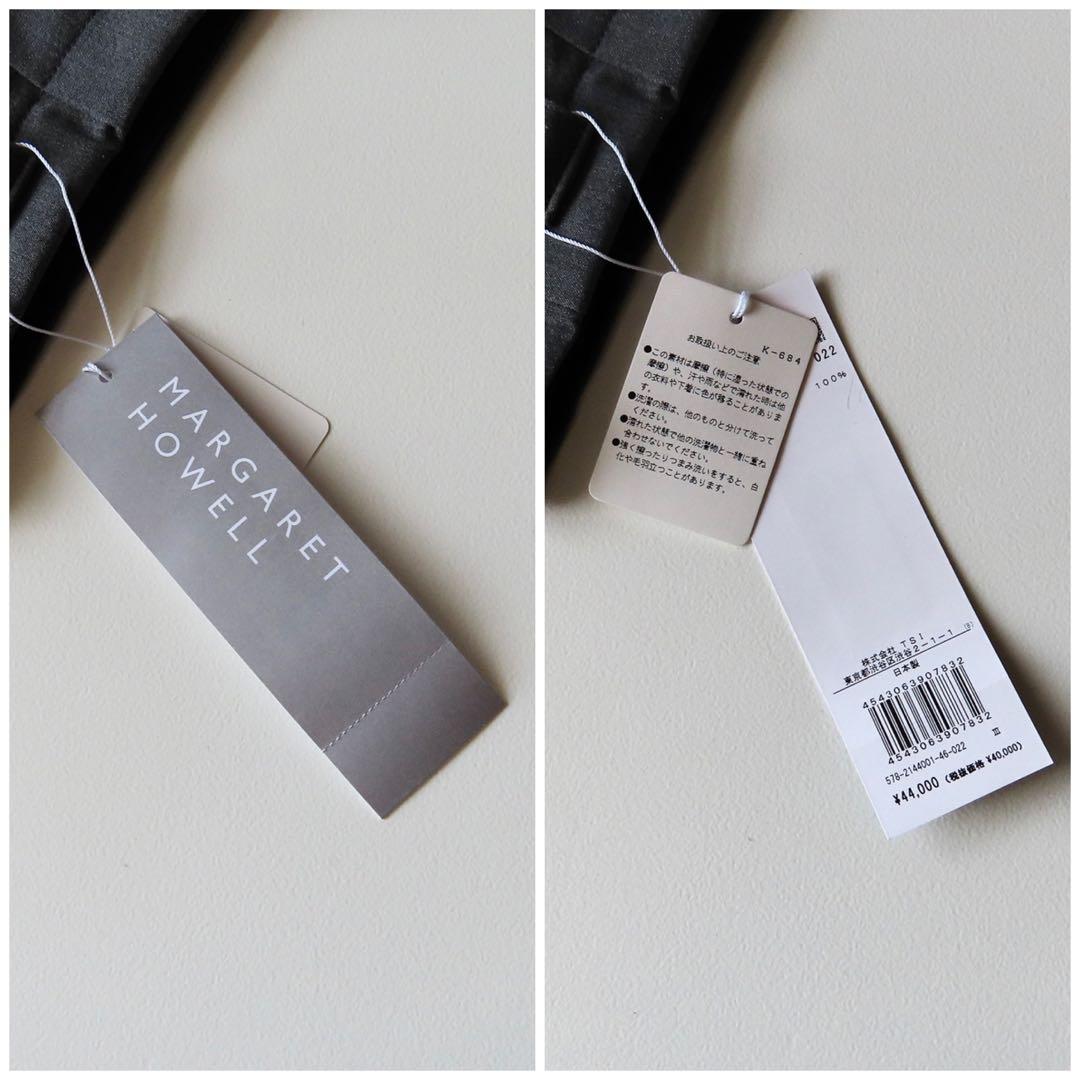 MARGARET
HOWELL
K-684
お取扱い上のご注意
●この素材は摩擦（特に湿った状態での
摩擦）や、汗や雨などで濡れた時は他
の衣料や下着に色が移ることがありま
す。
●洗濯の際は、他のものと分けて洗って
ください。
●濡れた状態で他の洗濯物と一緒に重ね
合わせないでください。
●強く擦ったりつまみ洗いをすると、白
化や毛羽立つことがあります。
022
100%
株式会社 TSI
東京都渋谷区渋谷2-1-1 (9)
日本製
4543063907832
4543063907832
578-2144001-46-022 Ⅲ
¥44,000 (税抜価格 ¥40,000)